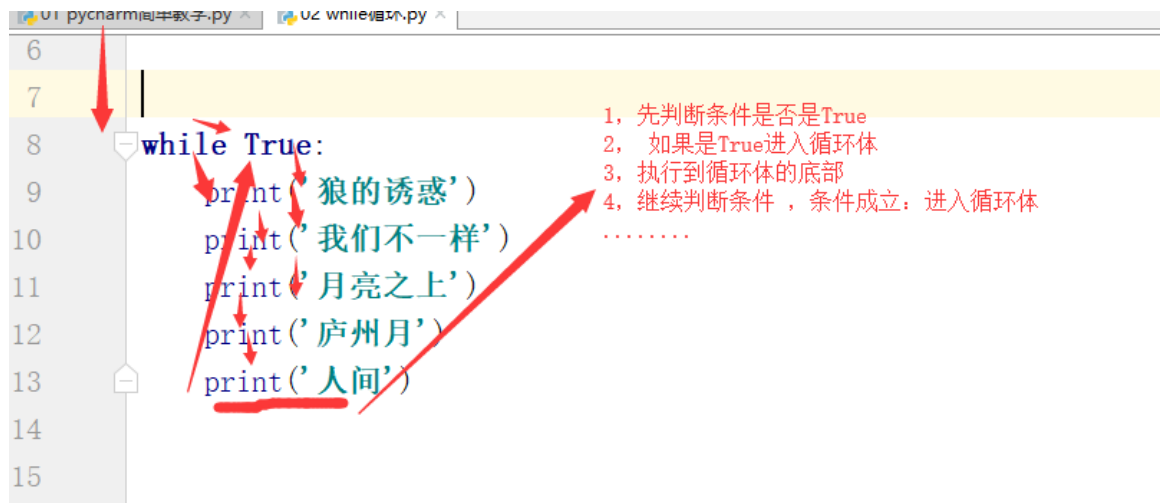 01 pycharm简单教学.py × 02 while循环.py ×
6
7
8 while True:
9 print('狼的诱惑')
10 print('我们不一样')
11 print('月亮之上')
12 print('庐州月')
13 print('人间')
14
15
1, 先判断条件是否是True
2, 如果是True进入循环体
3, 执行到循环体的底部
4, 继续判断条件 ，条件成立: 进入循环体
........